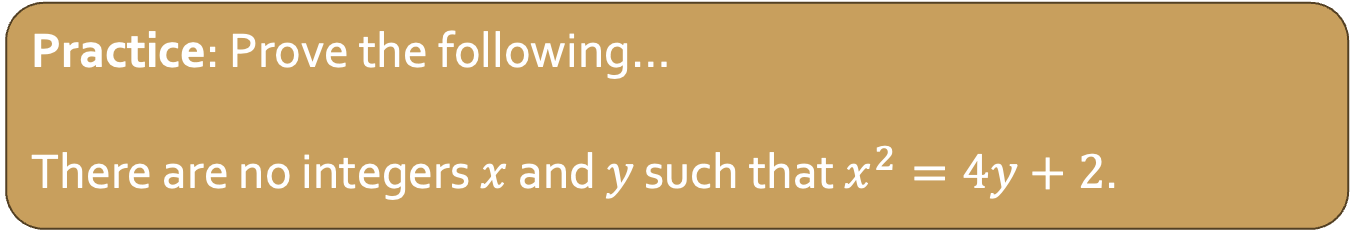 Practice: Prove the following...
There are no integers x and y such that x² = 4y + 2.